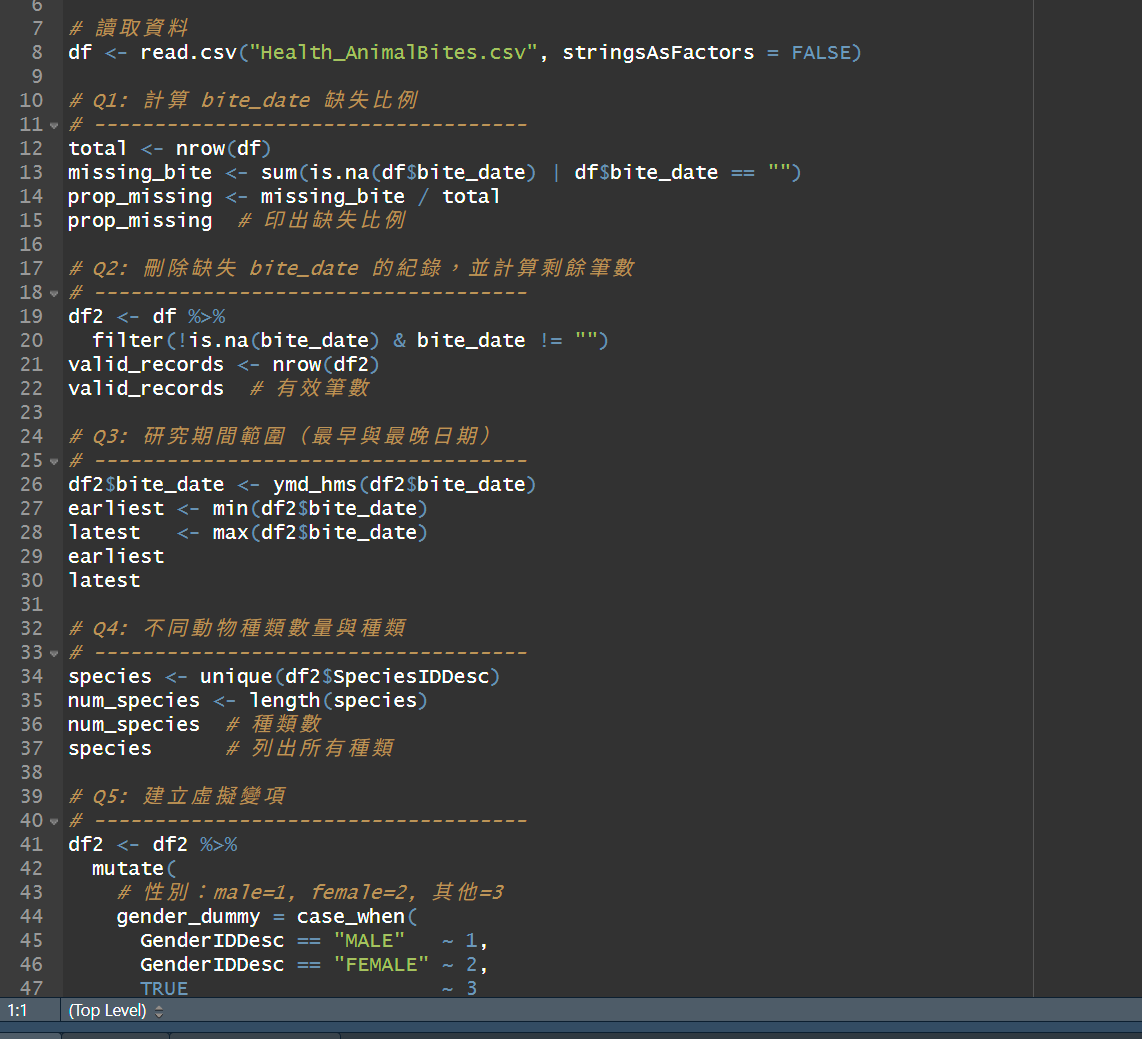 6
7 # 讀取資料
8 df <- read.csv("Health_AnimalBites.csv", stringsAsFactors = FALSE)
9
10 # Q1: 計算 bite_date 缺失比例
11 # ------------------------------------
12 total <- nrow(df)
13 missing_bite <- sum(is.na(df$bite_date) | df$bite_date == "")
14 prop_missing <- missing_bite / total
15 prop_missing  # 印出缺失比例
16
17 # Q2: 刪除缺失 bite_date 的紀錄，並計算剩餘筆數
18 # ------------------------------------
19 df2 <- df %>%
20   filter(!is.na(bite_date) & bite_date != "")
21 valid_records <- nrow(df2)
22 valid_records  # 有效筆數
23
24 # Q3: 研究期間範圍（最早與最晚日期）
25 # ------------------------------------
26 df2$bite_date <- ymd_hms(df2$bite_date)
27 earliest <- min(df2$bite_date)
28 latest   <- max(df2$bite_date)
29 earliest
30 latest
31
32 # Q4: 不同動物種類數量與種類
33 # ------------------------------------
34 species <- unique(df2$SpeciesIDDesc)
35 num_species <- length(species)
36 num_species  # 種類數
37 species      # 列出所有種類
38
39 # Q5: 建立虛擬變項
40 # ------------------------------------
41 df2 <- df2 %>%
42   mutate(
43     # 性別：male=1, female=2, 其他=3
44     gender_dummy = case_when(
45       GenderIDDesc == "MALE"   ~ 1,
46       GenderIDDesc == "FEMALE" ~ 2,
47       TRUE                     ~ 3
1:1 (Top Level)